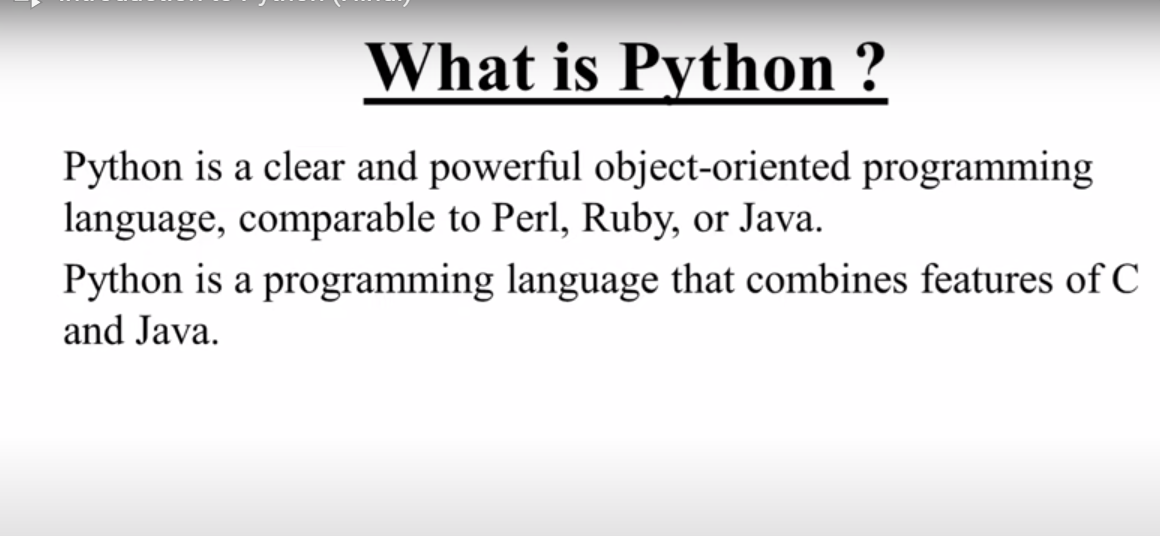 What is Python ?
Python is a clear and powerful object-oriented programming
language, comparable to Perl, Ruby, or Java.
Python is a programming language that combines features of C
and Java.